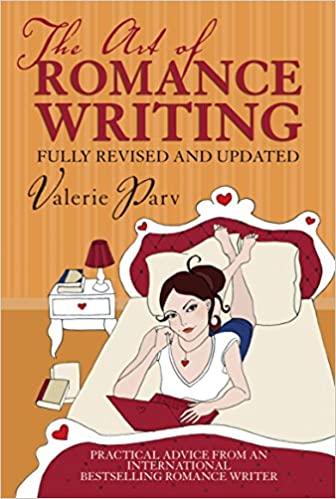 The Art of
ROMANCE
WRITING
FULLY REVISED AND UPDATED
Valerie Parv
PRACTICAL ADVICE FROM AN
INTERNATIONAL
BESTSELLING ROMANCE WRITER